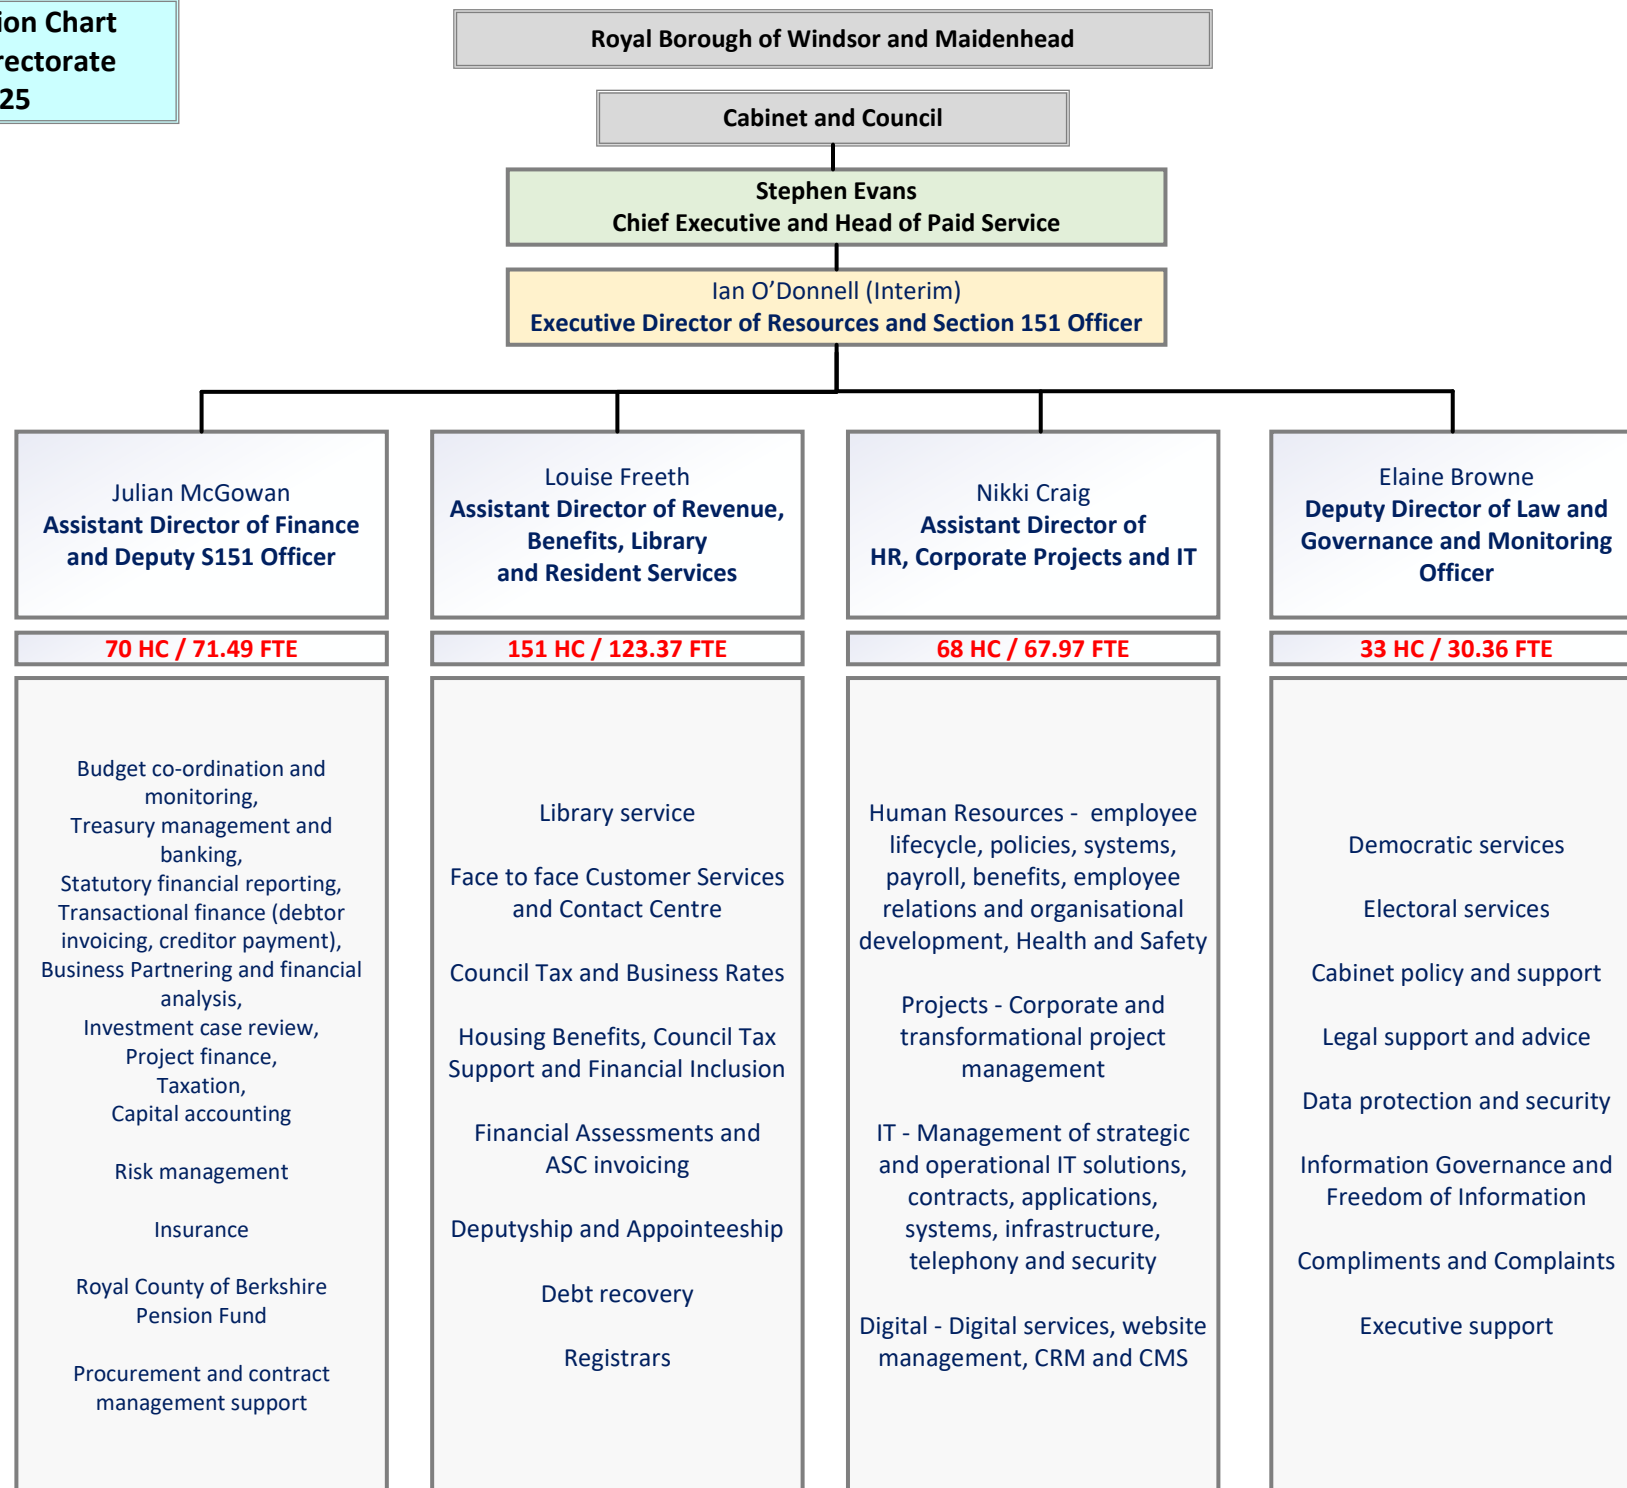 ion Chart
rectorate
25
Royal Borough of Windsor and Maidenhead
Cabinet and Council
Stephen Evans
Chief Executive and Head of Paid Service
Ian O’Donnell (Interim)
Executive Director of Resources and Section 151 Officer
Julian McGowan
Assistant Director of Finance
and Deputy S151 Officer
70 HC / 71.49 FTE
Budget co-ordination and
monitoring,
Treasury management and
banking,
Statutory financial reporting,
Transactional finance (debtor
invoicing, creditor payment),
Business Partnering and financial
analysis,
Investment case review,
Project finance,
Taxation,
Capital accounting
Risk management
Insurance
Royal County of Berkshire
Pension Fund
Procurement and contract
management support
Louise Freeth
Assistant Director of Revenue,
Benefits, Library
and Resident Services
151 HC / 123.37 FTE
Library service
Face to face Customer Services
and Contact Centre
Council Tax and Business Rates
Housing Benefits, Council Tax
Support and Financial Inclusion
Financial Assessments and
ASC invoicing
Deputyship and Appointeeship
Debt recovery
Registrars
Nikki Craig
Assistant Director of
HR, Corporate Projects and IT
68 HC / 67.97 FTE
Human Resources - employee
lifecycle, policies, systems,
payroll, benefits, employee
relations and organisational
development, Health and Safety
Projects - Corporate and
transformational project
management
IT - Management of strategic
and operational IT solutions,
contracts, applications,
systems, infrastructure,
telephony and security
Digital - Digital services, website
management, CRM and CMS
Elaine Browne
Deputy Director of Law and
Governance and Monitoring
Officer
33 HC / 30.36 FTE
Democratic services
Electoral services
Cabinet policy and support
Legal support and advice
Data protection and security
Information Governance and
Freedom of Information
Compliments and Complaints
Executive support